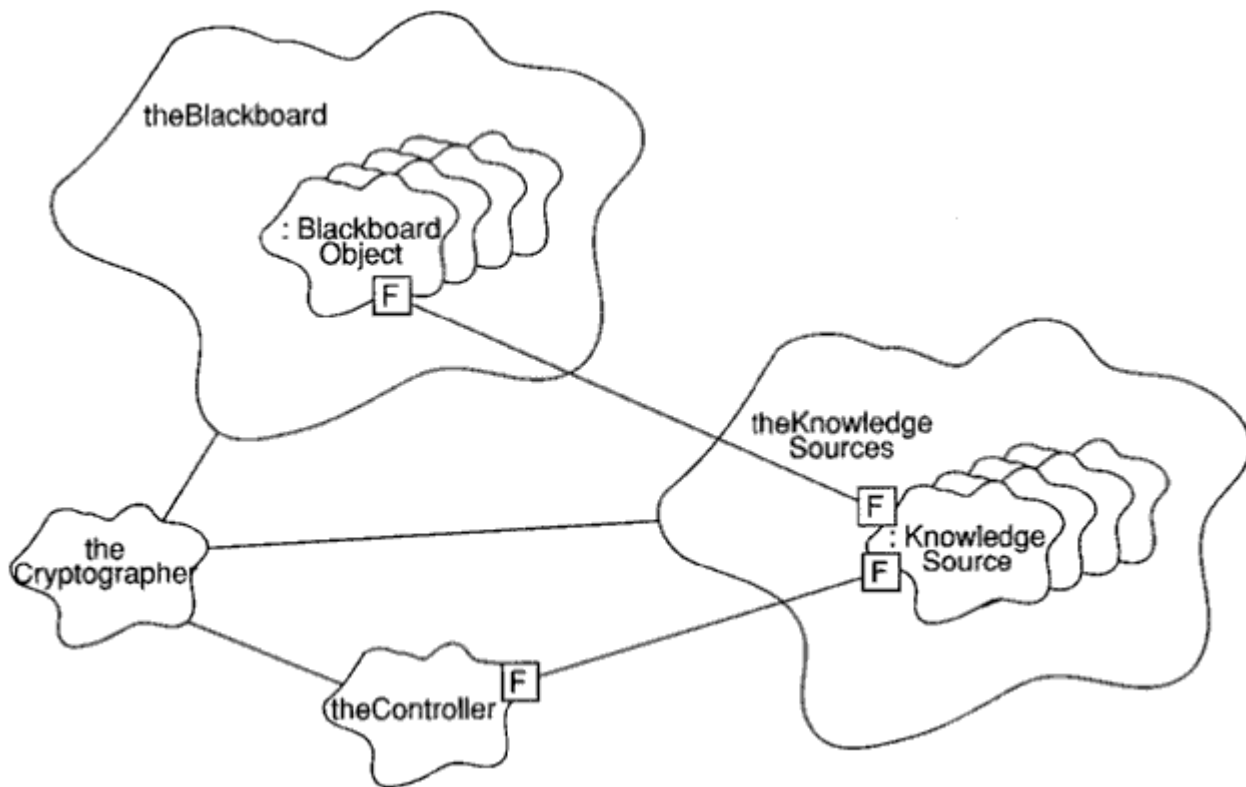 theBlackboard
: Blackboard
Object
F
theKnowledge
Sources
F
: Knowledge
Source
F
the
Cryptographer
F
theController